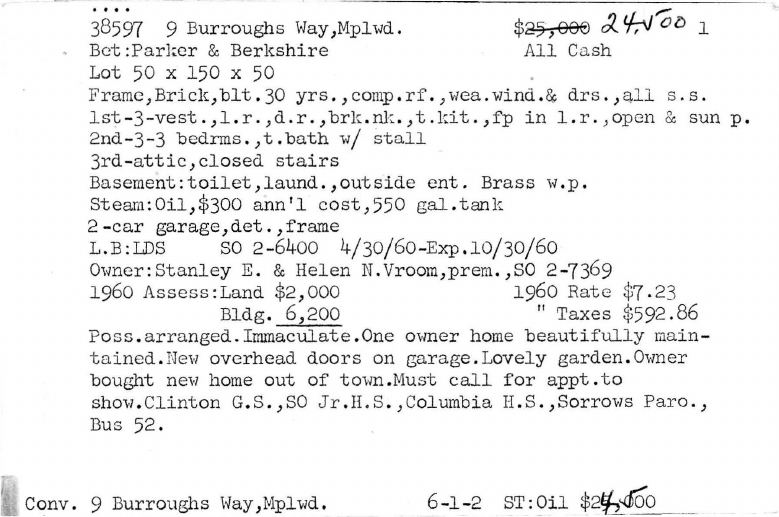 38597 9 Burroughs Way,Mplwd. $25,000 24,500 1
Bet:Parker & Berkshire All Cash
Lot 50 x 150 x 50
Frame,Brick,blt.30 yrs.,comp.rf.,wea.wind.& drs.,all s.s.
1st-3-vest.,l.r.,d.r.,brk.nk.,t.kit.,fp in l.r.,open & sun p.
2nd-3-3 bedrms.,t.bath w/ stall
3rd-attic,closed stairs
Basement:toilet,laund.,outside ent. Brass w.p.
Steam:Oil,$300 ann'l cost,550 gal.tank
2-car garage,det.,frame
L.B:LDS SO 2-6400 4/30/60-Exp.10/30/60
Owner:Stanley E. & Helen N.Vroom,prem.,SO 2-7369
1960 Assess:Land $2,000 1960 Rate $7.23
Bldg. 6,200 " Taxes $592.86
Poss.arranged.Immaculate.One owner home beautifully main-
tained.New overhead doors on garage.Lovely garden.Owner
bought new home out of town.Must call for appt.to
show.Clinton G.S.,SO Jr.H.S.,Columbia H.S.,Sorrows Paro.,
Bus 52.
Conv. 9 Burroughs Way,Mplwd. 6-1-2 ST:Oil $24,500